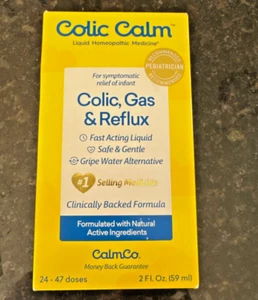 Colic Calm™
Liquid Homeopathic Medicine
RECOMMENDED
PEDIATRICIAN
For symptomatic
relief of infant
Colic, Gas
& Reflux
Fast Acting Liquid
Safe & Gentle
Gripe Water Alternative
#1 Selling
Clinically Backed Formula
Formulated with Natural
Active Ingredients
CalmCo.
Money Back Guarantee
24 - 47 doses
2 Fl. Oz. (59 ml)